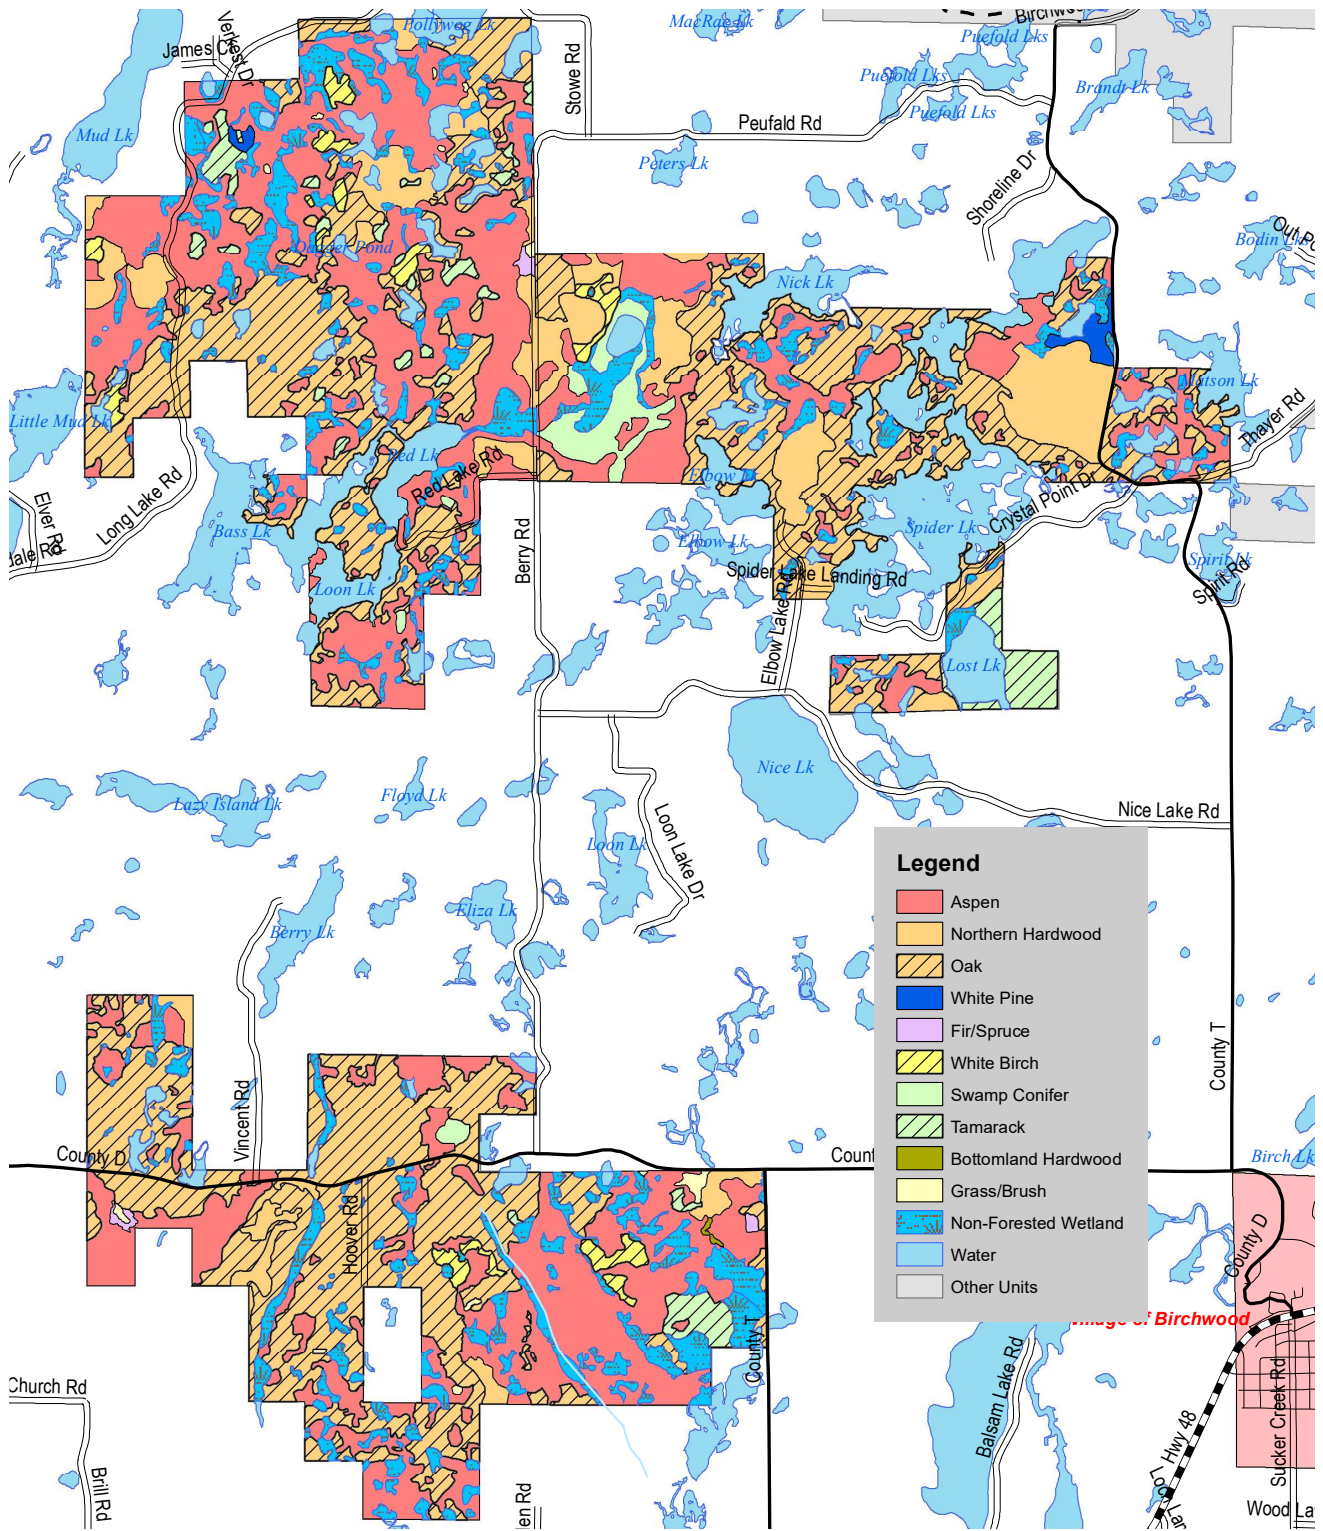 Pollywog Lk
MacRae Lk
Puefold Lks
James Ct
Verkest Dr
Stowe Rd
Puefold Lks
Brandt Lk
Puefold Lks
Peufald Rd
Mud Lk
Peters Lk
Shoreline Dr
Bodin Lk
Dagger Pond
Nick Lk
Matson Lk
Thayer Rd
Little Mud Lk
Red Lk
Red Lake Rd
Elbow Lk
Long Lake Rd
Elver Rd
Bass Lk
Berry Rd
Elbow Lk
Spider Lk
Crystal Point Dr
Spirit Lk
Spirit Rd
Loon Lk
Spider Lake Landing Rd
Elbow Lake Rd
Lost Lk
Nice Lk
Lazy Island Lk
Floyd Lk
Nice Lake Rd
Loon Lk
Loon Lake Dr
Eliza Lk
Berry Lk
Legend
Aspen
Northern Hardwood
Oak
White Pine
Fir/Spruce
White Birch
Swamp Conifer
Tamarack
Bottomland Hardwood
Grass/Brush
Non-Forested Wetland
Water
Other Units
County T
Vincent Rd
County D
Birch Lk
Hoover Rd
County D
County T
of Birchwood
Church Rd
Balsam Lake Rd
Hwy 48
Sucker Creek Rd
Brill Rd